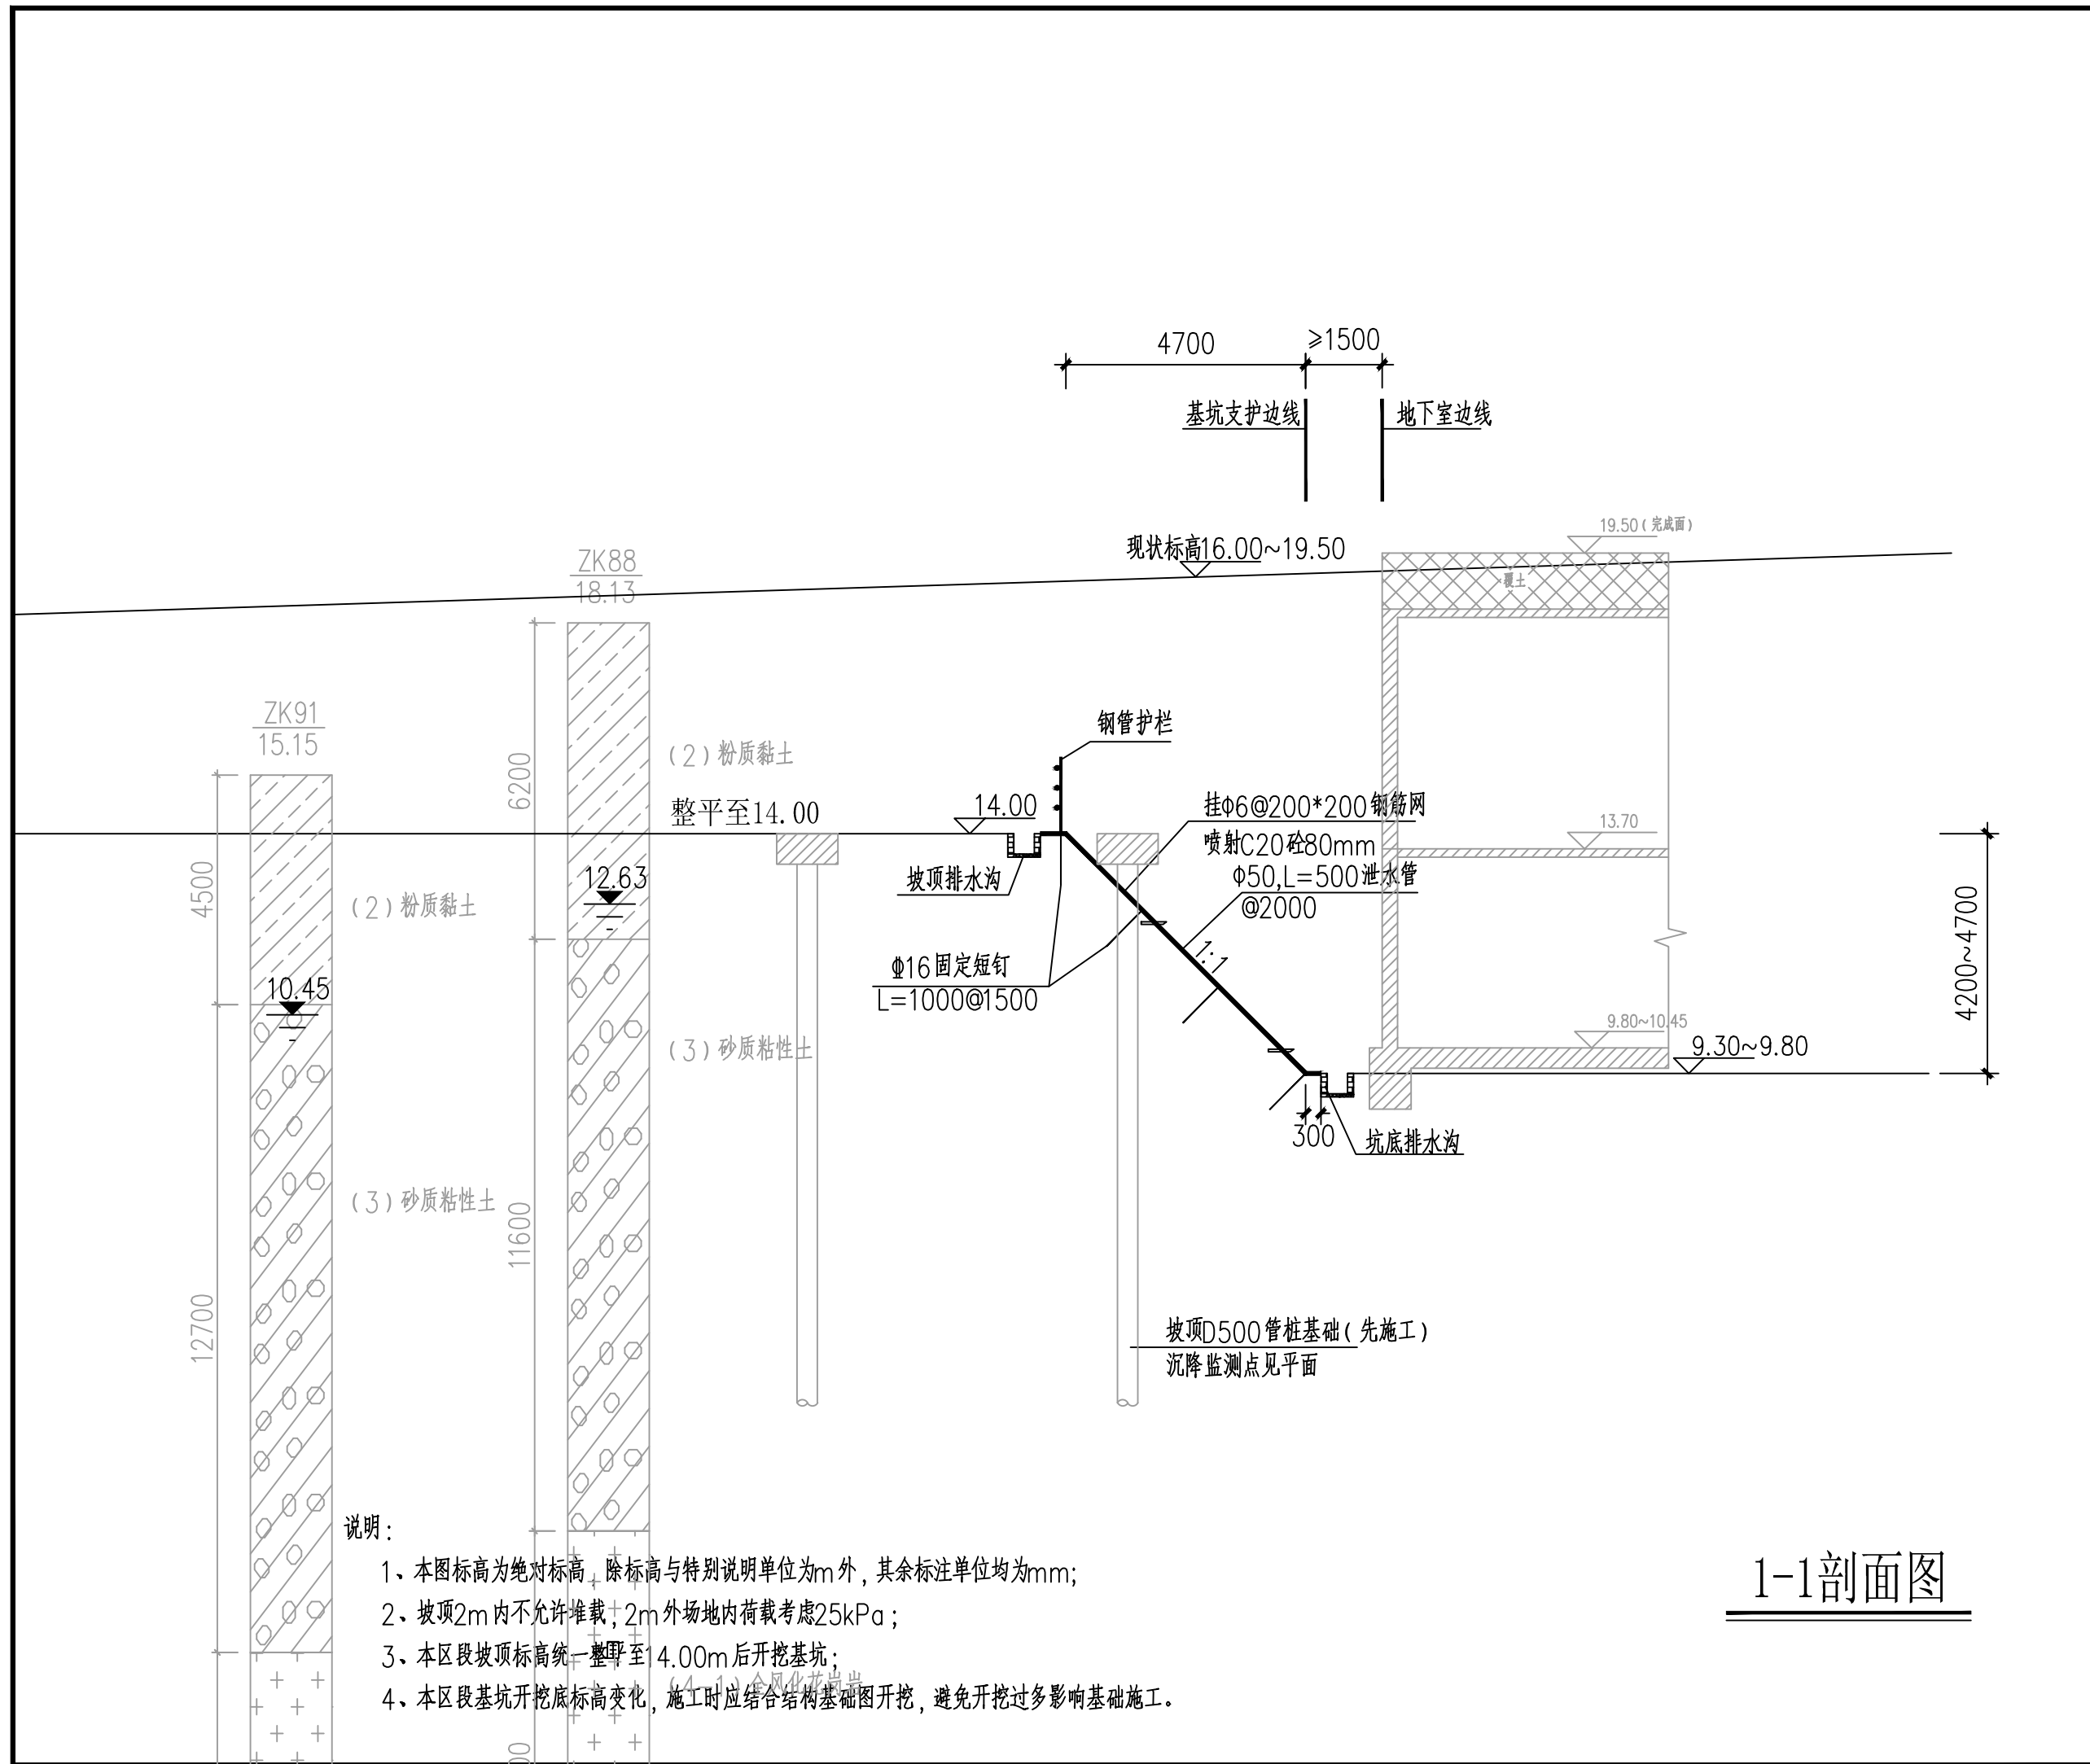 4700
≥1500
基坑支护边线
地下室边线
19.50(完成面)
现状标高16.00~19.50
覆土
ZK88
18.13
ZK91
15.15
钢管护栏
(2)粉质黏土
6200
整平至14.00
14.00
挂Φ6@200*200钢筋网
喷射C20砼80mm
13.70
Φ50,L=500泄水管
@2000
坡顶排水沟
12.63
4500
(2)粉质黏土
1:1
4200~4700
Φ16固定短钉
L=1000@1500
10.45
(3)砂质粘性土
9.80~10.45
9.30~9.80
300
坑底排水沟
(3)砂质粘性土
11600
12700
坡顶D500管桩基础(先施工)
沉降监测点见平面
说明:
1、本图标高为绝对标高,除标高与特别说明单位为m外,其余标注单位均为mm;
2、坡顶2m内不允许堆载,2m外场地内荷载考虑25kPa;
3、本区段坡顶标高统一整平至14.00m后开挖基坑;
(4-1)全风化花岗岩
4、本区段基坑开挖底标高变化,施工时应结合结构基础图开挖,避免开挖过多影响基础施工。
1-1剖面图